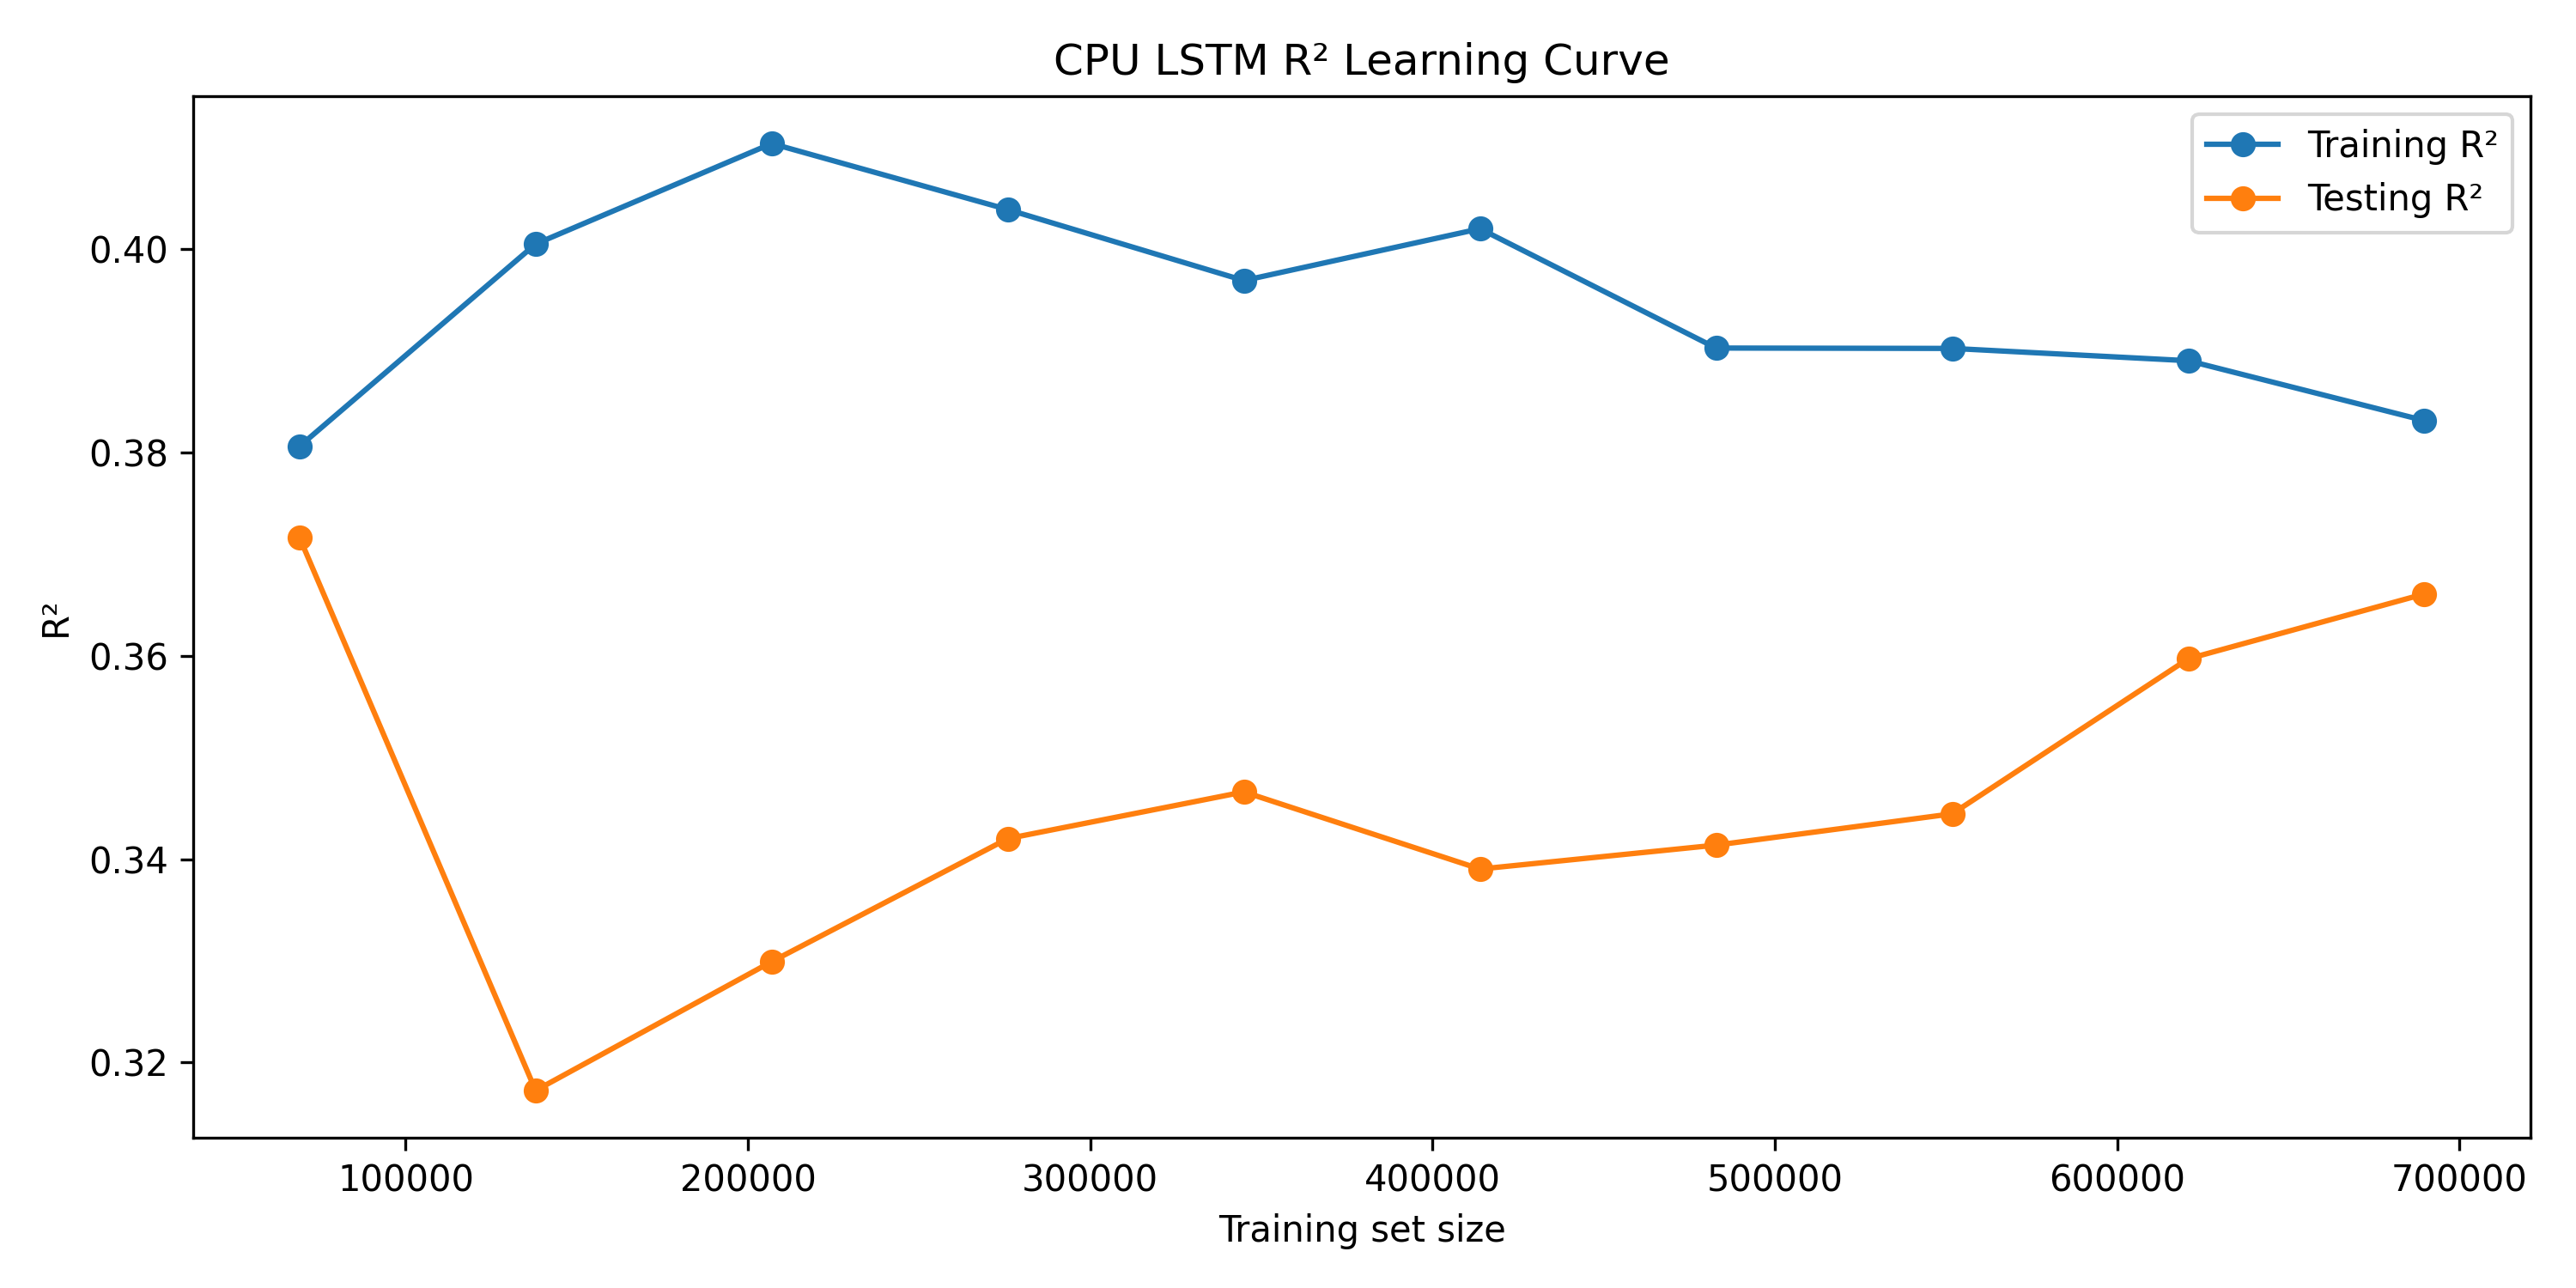 CPU LSTM R² Learning Curve
Training R²
Testing R²
0.40
0.38
0.36
0.34
0.32
R²
100000 200000 300000 400000 500000 600000 700000
Training set size